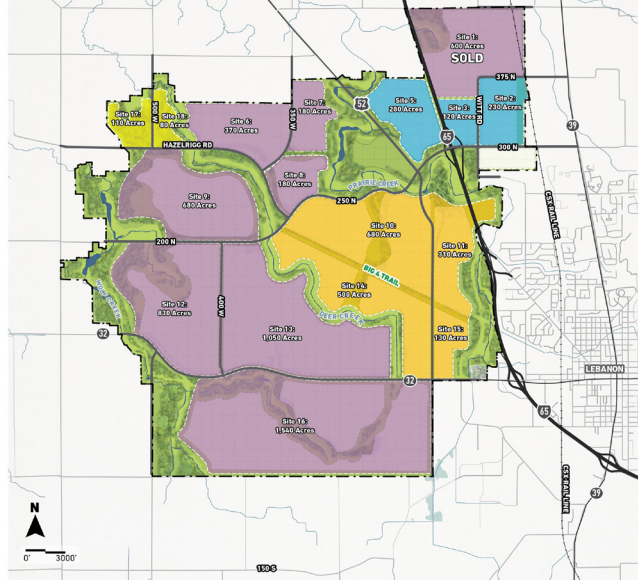 Site 1:
600 Acres
SOLD
375 N
Site 2:
230 Acres
WITT RD
Site 3:
120 Acres
Site 5:
280 Acres
52
65
39
300 N
Site 7:
180 Acres
350 W
Site 17:
110 Acres
500 W
Site 18:
80 Acres
Site 6:
370 Acres
HAZELRIGG RD
Site 8:
180 Acres
PRAIRIE CREEK
250 N
Site 9:
680 Acres
200 N
Site 10:
680 Acres
Site 11:
310 Acres
CSX RAIL LINE
BIG 4 TRAIL
Site 14:
500 Acres
DEER CREEK
Site 15:
130 Acres
Site 12:
830 Acres
400 W
Site 13:
1,050 Acres
32
32
LEBANON
65
Site 16:
1,540 Acres
CSX RAIL LINE
39
N
0'
3000'
150 S